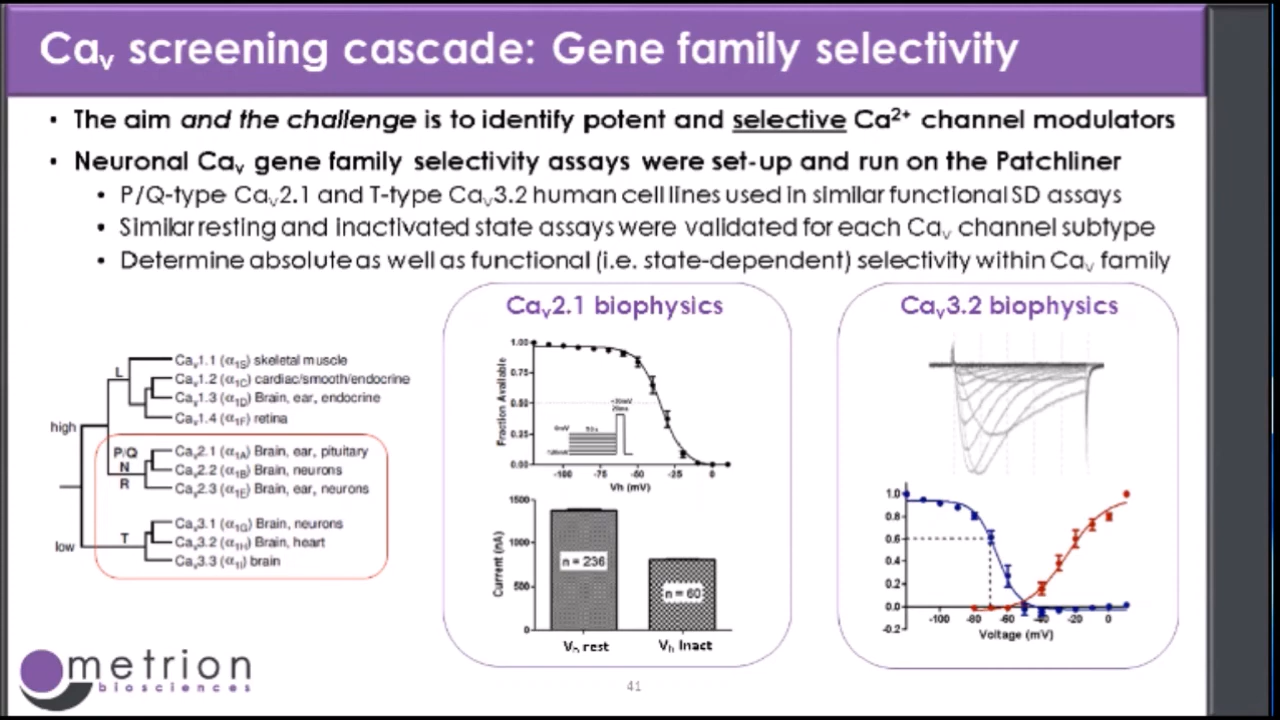 Caᵥ screening cascade: Gene family selectivity
• The aim and the challenge is to identify potent and selective Ca²⁺ channel modulators
• Neuronal Caᵥ gene family selectivity assays were set-up and run on the Patchliner
• P/Q-type Caᵥ2.1 and T-type Caᵥ3.2 human cell lines used in similar functional SD assays
• Similar resting and inactivated state assays were validated for each Caᵥ channel subtype
• Determine absolute as well as functional (i.e. state-dependent) selectivity within Caᵥ family
high
low
L
P/Q
N
R
T
Caᵥ1.1 (α1S) skeletal muscle
Caᵥ1.2 (α1C) cardiac/smooth/endocrine
Caᵥ1.3 (α1D) Brain, ear, endocrine
Caᵥ1.4 (α1F) retina
Caᵥ2.1 (α1A) Brain, ear, pituitary
Caᵥ2.2 (α1B) Brain, neurons
Caᵥ2.3 (α1E) Brain, ear, neurons
Caᵥ3.1 (α1G) Brain, neurons
Caᵥ3.2 (α1H) Brain, heart
Caᵥ3.3 (α1I) brain
Caᵥ2.1 biophysics
Fraction Available
1.00
0.75
0.50
0.25
0.00
-100 -75 -50 -25 0
Vh (mV)
Current (nA)
1500
1000
500
0
n = 236
n = 60
Vₕ rest
Vₕ Inact
Caᵥ3.2 biophysics
1.0
0.8
0.6
0.4
0.2
0.0
-0.2
-100 -80 -60 -40 -20 0
Voltage (mV)
metrion
biosciences
41